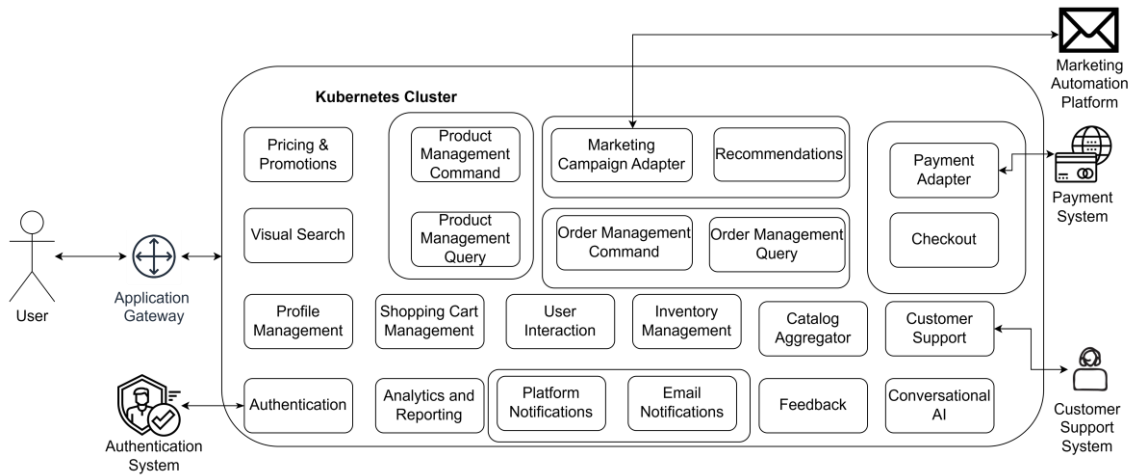 Marketing
Automation
Platform
Kubernetes Cluster
Pricing &
Promotions
Product
Management
Command
Marketing
Campaign Adapter
Recommendations
Payment
Adapter
Payment
System
Visual Search
Product
Management
Query
Order Management
Command
Order Management
Query
Checkout
User
Application
Gateway
Profile
Management
Shopping Cart
Management
User
Interaction
Inventory
Management
Catalog
Aggregator
Customer
Support
Authentication
Analytics and
Reporting
Platform
Notifications
Email
Notifications
Feedback
Conversational
AI
Authentication
System
Customer
Support
System